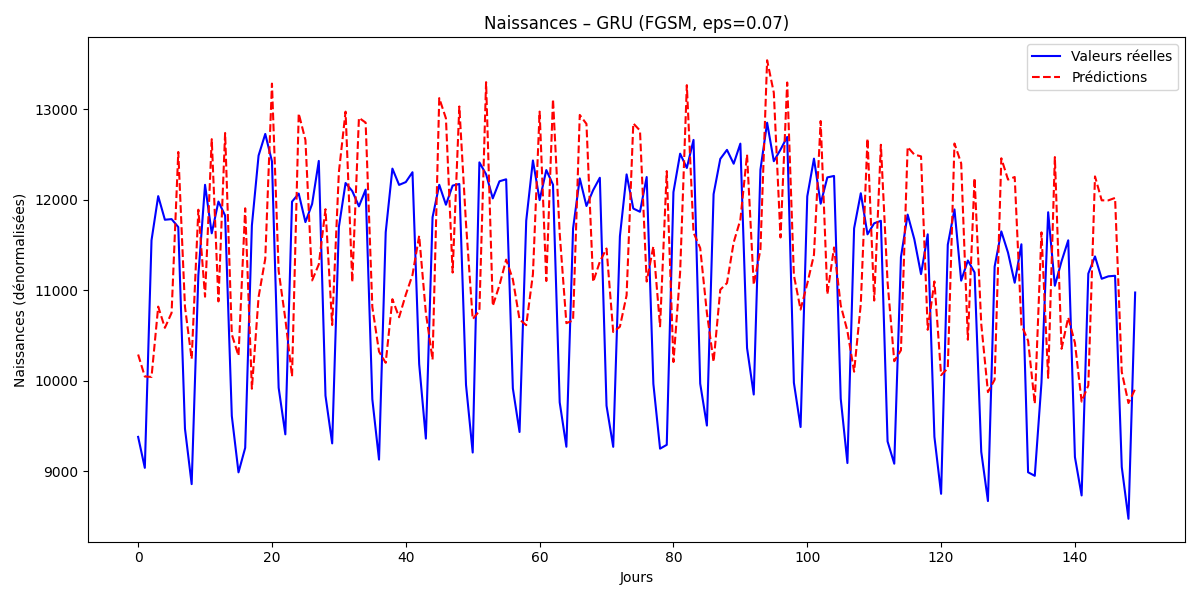 Naissances – GRU (FGSM, eps=0.07)
Valeurs réelles
Prédictions
Naissances (dénormalisées)
13000
12000
11000
10000
9000
0 20 40 60 80 100 120 140
Jours